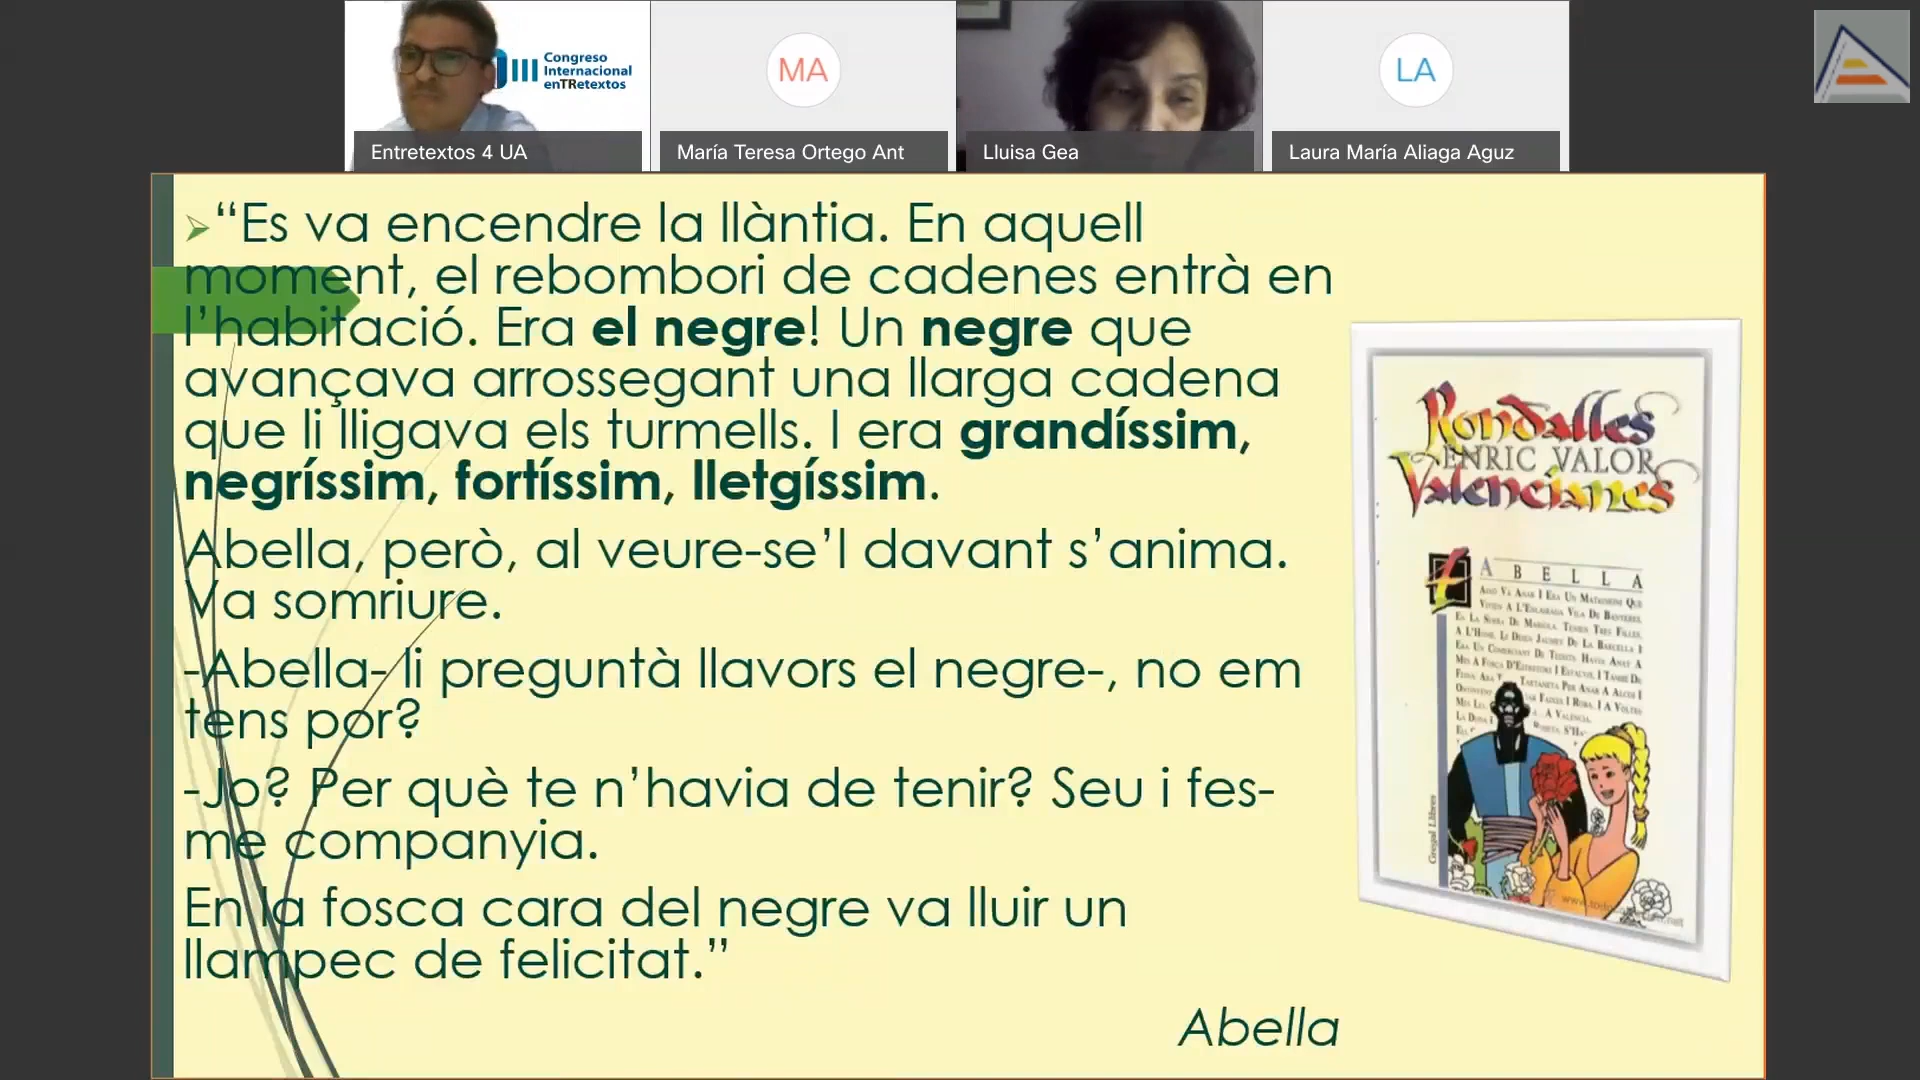 Congreso
Internacional
enTRetextos
MA
LA
Entretextos 4 UA
María Teresa Ortego Ant
Lluisa Gea
Laura María Aliaga Aguz
“Es va encendre la llàntia. En aquell
moment, el rebombori de cadenes entrà en
l’habitació. Era el negre! Un negre que
avançava arrossegant una llarga cadena
que li lligava els turmells. I era grandíssim,
negríssim, fortíssim, lletgíssim.
Abella, però, al veure-se’l davant s’anima.
Va somriure.
-Abella- li preguntà llavors el negre-, no em
tens por?
-Jo? Per què te n’havia de tenir? Seu i fes-
me companyia.
En la fosca cara del negre va lluir un
llampec de felicitat.”
Abella
Rondalles
ENRIC VALOR
Valencianes
ABELLA
Gregal Llibres